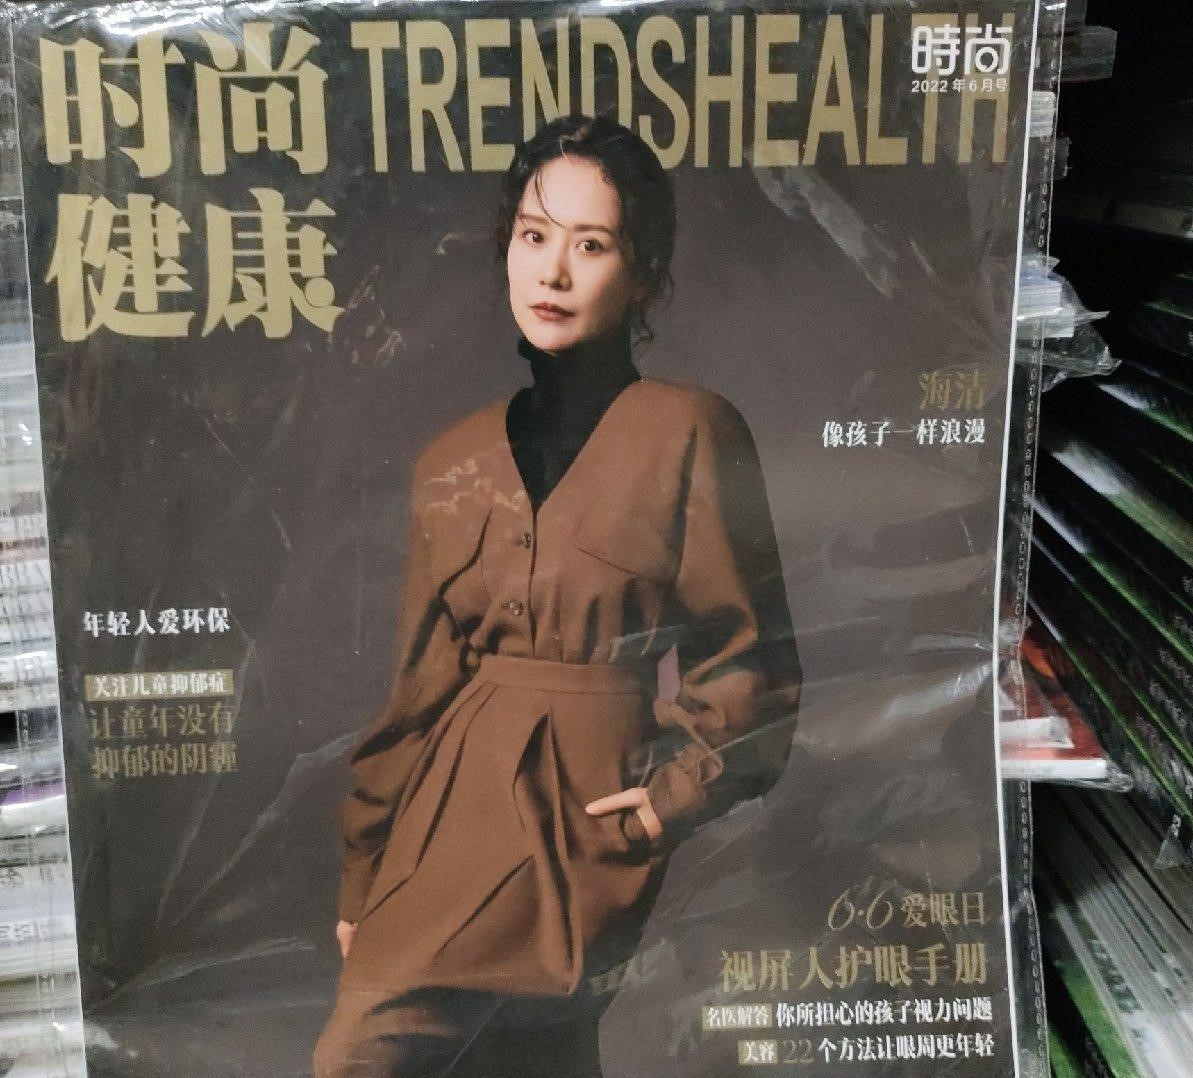 时尚 TRENDSHEALTH
時尚
2022年6月号
健康
海清
像孩子一样浪漫
年轻人爱环保
关注儿童抑郁症
让童年没有
抑郁的阴霾
6·6爱眼日
视屏人护眼手册
名医解答 你所担心的孩子视力问题
美容 22个方法让眼周更年轻